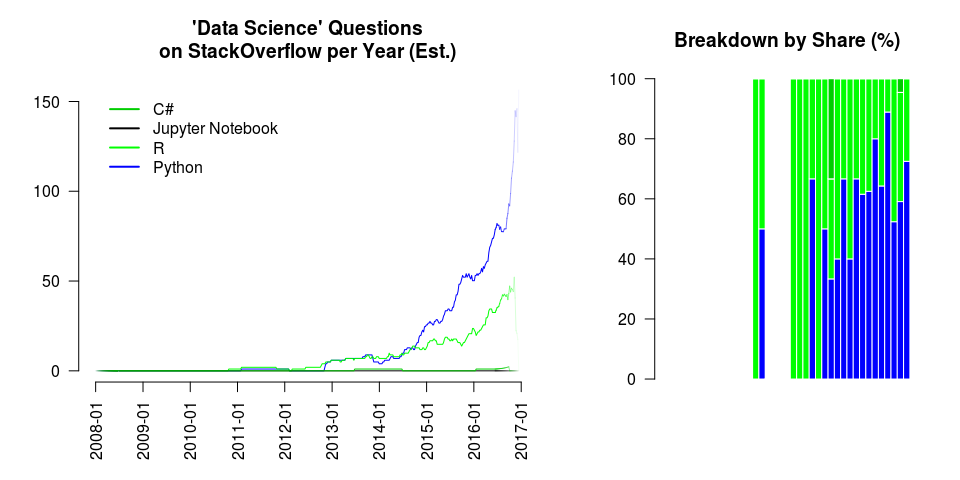 'Data Science' Questions
on StackOverflow per Year (Est.)
Breakdown by Share (%)
C#
Jupyter Notebook
R
Python
150
100
50
0
2008-01
2009-01
2010-01
2011-01
2012-01
2013-01
2014-01
2015-01
2016-01
2017-01
100
80
60
40
20
0